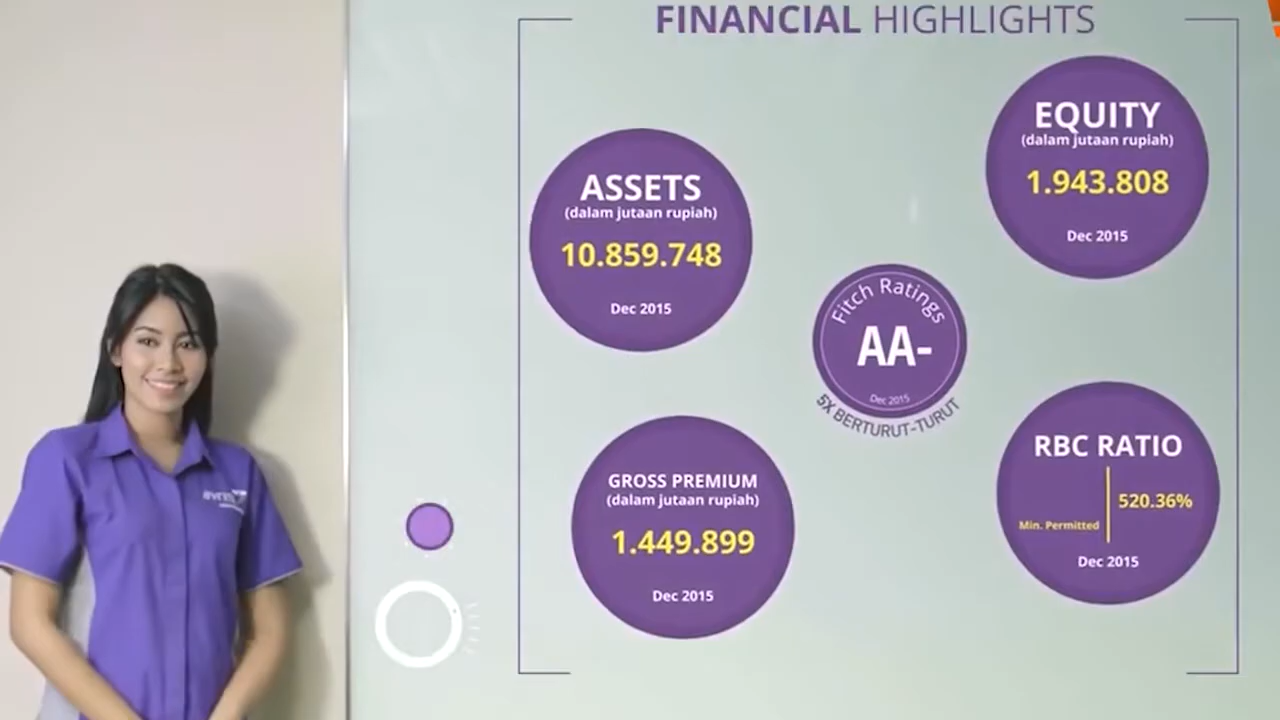 FINANCIAL HIGHLIGHTS
EQUITY
(dalam jutaan rupiah)
1.943.808
Dec 2015
ASSETS
(dalam jutaan rupiah)
10.859.748
Dec 2015
Fitch Ratings
AA-
Dec 2015
5X BERTURUT-TURUT
GROSS PREMIUM
(dalam jutaan rupiah)
1.449.899
Dec 2015
RBC RATIO
520.36%
Min. Permitted
Dec 2015